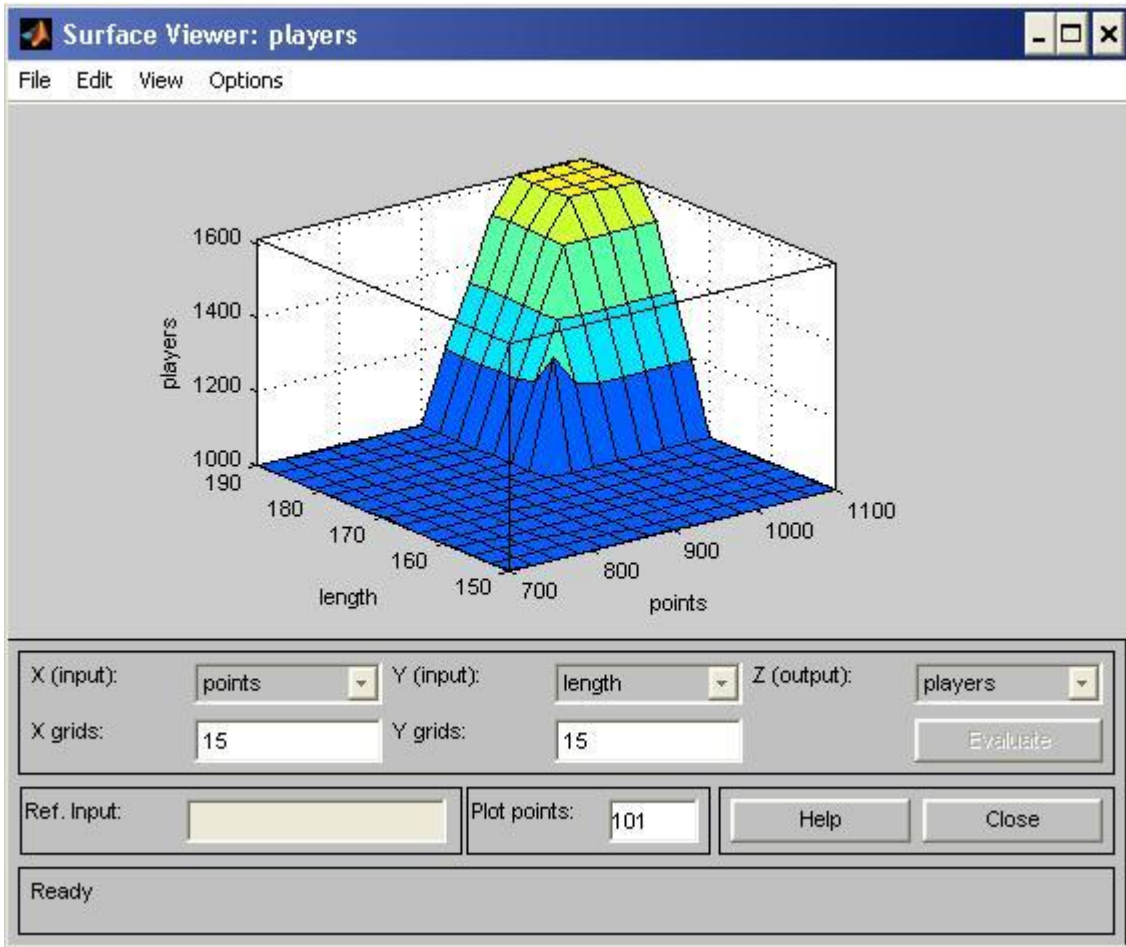 Surface Viewer: players
File Edit View Options
1600
1400
1200
1000
players
190
180
170
160
150
length
700
800
900
1000
1100
points
X (input): points Y (input): length Z (output): players
X grids: 15 Y grids: 15 Evaluate
Ref. Input: Plot points: 101 Help Close
Ready